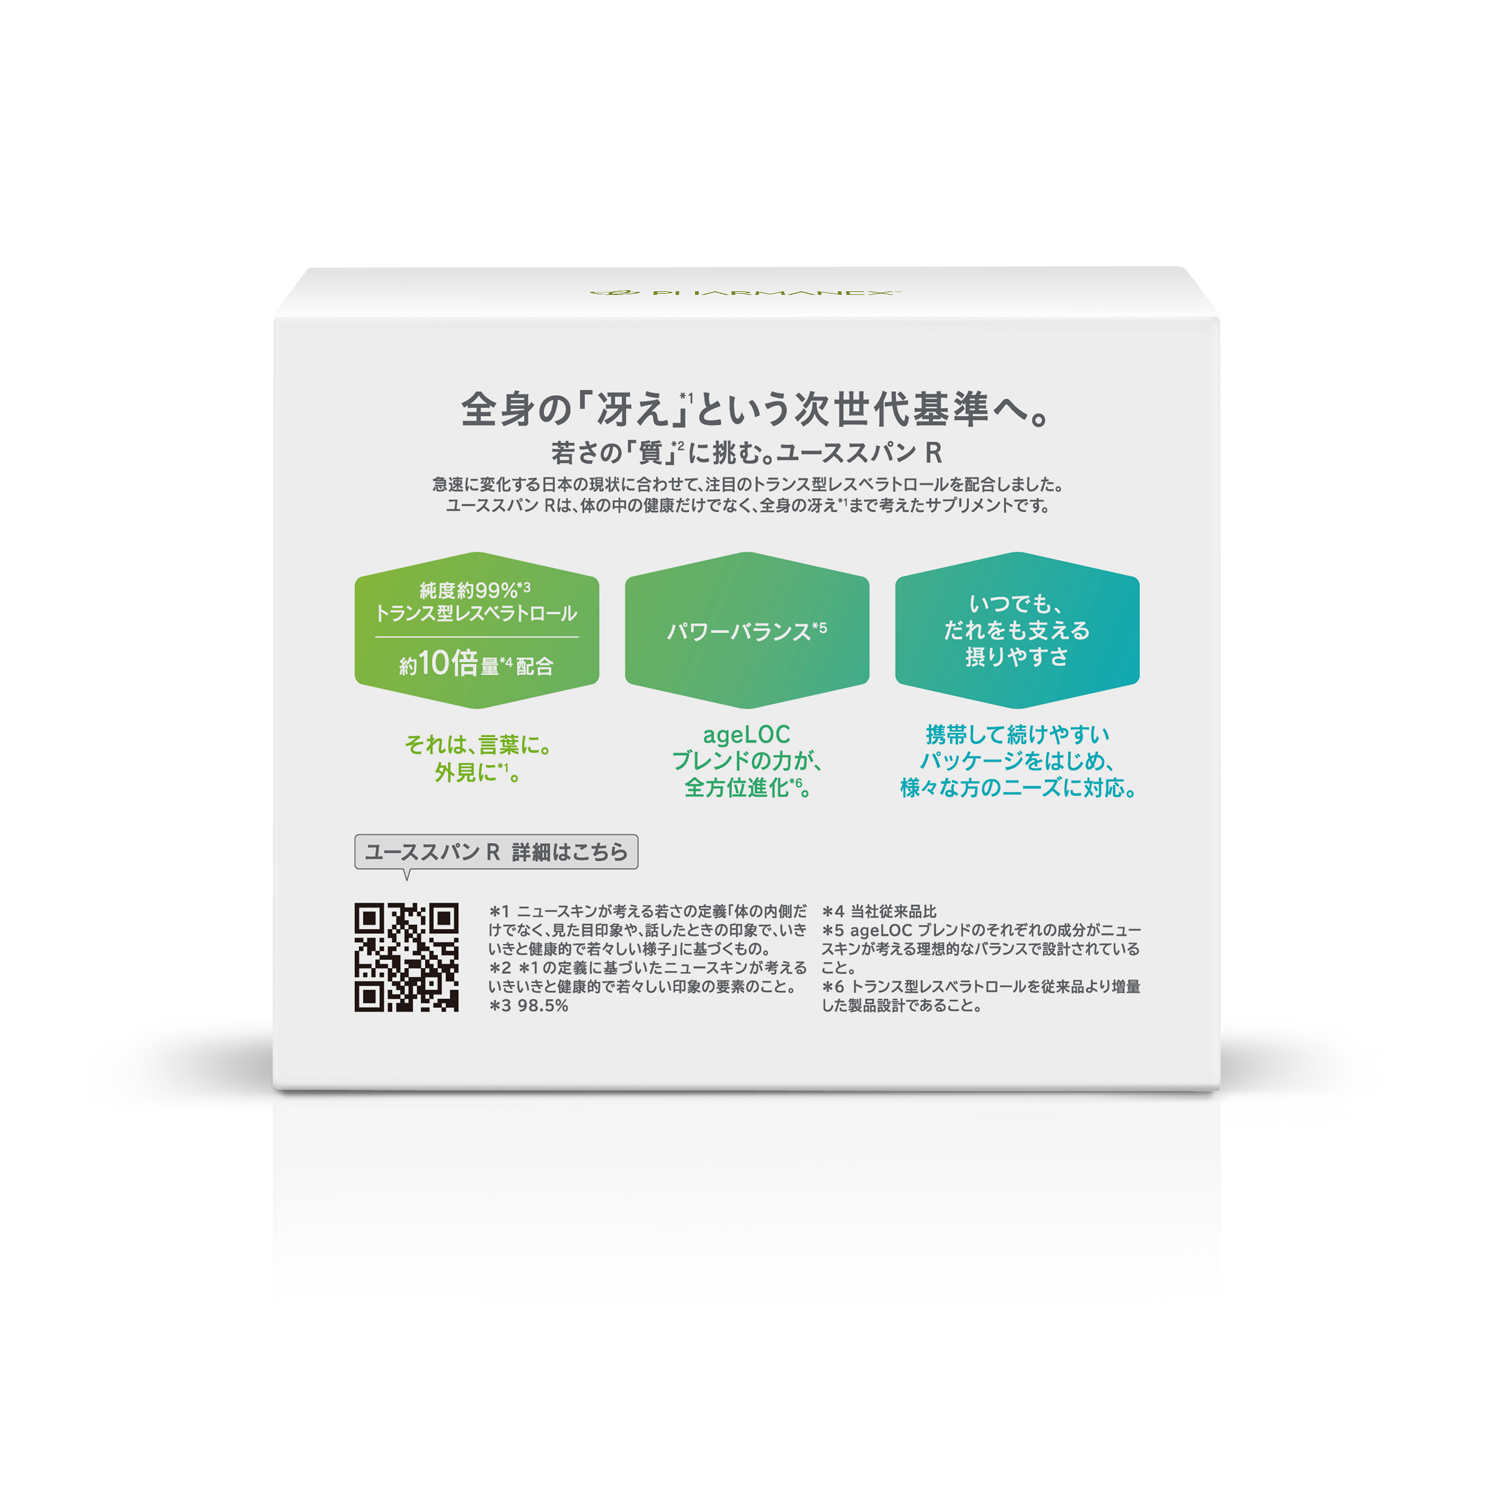 PHARMANEX
全身の「冴え」*1という次世代基準へ。
若さの「質」*2に挑む。ユーススパン R
急速に変化する日本の現状に合わせて、注目のトランス型レスベラトロールを配合しました。
ユーススパン Rは、体の中の健康だけでなく、全身の冴え*1まで考えたサプリメントです。
純度約99%*3
トランス型レスベラトロール
約10倍量*4配合
それは、言葉に。
外見に*1。
パワーバランス*5
ageLOC
ブレンドの力が、
全方位進化*6。
いつでも、
だれをも支える
摂りやすさ
携帯して続けやすい
パッケージをはじめ、
様々な方のニーズに対応。
ユーススパン R 詳細はこちら
*1 ニュースキンが考える若さの定義「体の内側だ
けでなく、見た目印象や、話したときの印象で、いき
いきと健康的で若々しい様子」に基づくもの。
*2 *1の定義に基づいたニュースキンが考える
いきいきと健康的で若々しい印象の要素のこと。
*3 98.5%
*4 当社従来品比
*5 ageLOC ブレンドのそれぞれの成分がニュー
スキンが考える理想的なバランスで設計されている
こと。
*6 トランス型レスベラトロールを従来品より増量
した製品設計であること。